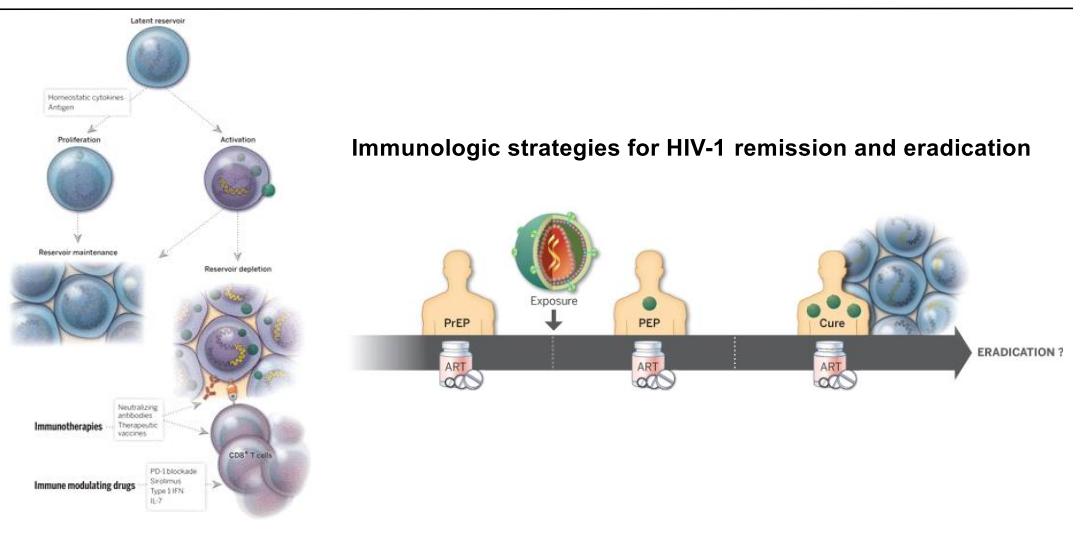 Latent reservoir
Homeostatic cytokines
Antigen
Proliferation
Activation
Reservoir maintenance
Reservoir depletion
Immunotherapies
Neutralizing
antibodies
Therapeutic
vaccines
CD8+ T cells
Immune modulating drugs
PD-1 blockade
Sirolimus
Type 1 IFN
IL-7
Immunologic strategies for HIV-1 remission and eradication
Exposure
PrEP
PEP
Cure
ART
ART
ART
ERADICATION ?